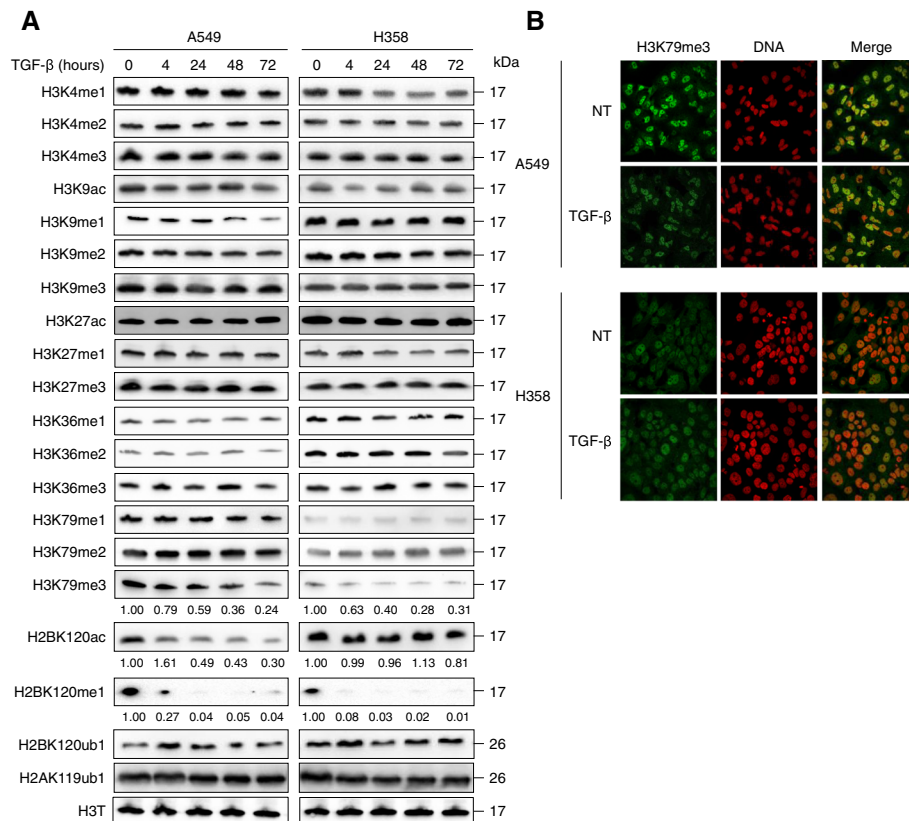 A
B
A549 H358
TGF-β (hours) 0 4 24 48 72 0 4 24 48 72 kDa
H3K4me1 17
H3K4me2 17
H3K4me3 17
H3K9ac 17
H3K9me1 17
H3K9me2 17
H3K9me3 17
H3K27ac 17
H3K27me1 17
H3K27me3 17
H3K36me1 17
H3K36me2 17
H3K36me3 17
H3K79me1 17
H3K79me2 17
H3K79me3 17
1.00 0.79 0.59 0.36 0.24 1.00 0.63 0.40 0.28 0.31
H2BK120ac 17
1.00 1.61 0.49 0.43 0.30 1.00 0.99 0.96 1.13 0.81
H2BK120me1 17
1.00 0.27 0.04 0.05 0.04 1.00 0.08 0.03 0.02 0.01
H2BK120ub1 26
H2AK119ub1 26
H3T 17
H3K79me3 DNA Merge
NT
A549
TGF-β
NT
H358
TGF-β